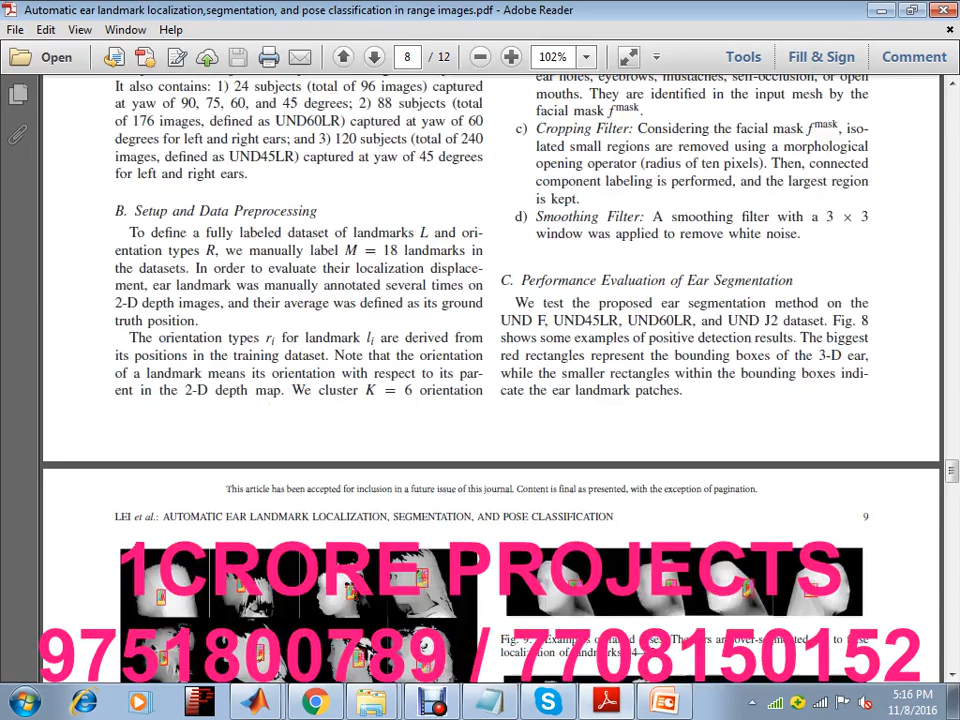 Automatic ear landmark localization,segmentation, and pose classification in range images.pdf - Adobe Reader
File Edit View Window Help
Open 8 / 12 102% Tools Fill & Sign Comment
It also contains: 1) 24 subjects (total of 96 images) captured
at yaw of 90, 75, 60, and 45 degrees; 2) 88 subjects (total
of 176 images, defined as UND60LR) captured at yaw of 60
degrees for left and right ears; and 3) 120 subjects (total of 240
images, defined as UND45LR) captured at yaw of 45 degrees
for left and right ears.
B. Setup and Data Preprocessing
To define a fully labeled dataset of landmarks L and ori-
entation types R, we manually label M = 18 landmarks in
the datasets. In order to evaluate their localization displace-
ment, ear landmark was manually annotated several times on
2-D depth images, and their average was defined as its ground
truth position.
The orientation types ri for landmark li are derived from
its positions in the training dataset. Note that the orientation
of a landmark means its orientation with respect to its par-
ent in the 2-D depth map. We cluster K = 6 orientation
ear holes, eyebrows, mustaches, self-occlusion, or open
mouths. They are identified in the input mesh by the
facial mask f mask.
c) Cropping Filter: Considering the facial mask f mask, iso-
lated small regions are removed using a morphological
opening operator (radius of ten pixels). Then, connected
component labeling is performed, and the largest region
is kept.
d) Smoothing Filter: A smoothing filter with a 3 × 3
window was applied to remove white noise.
C. Performance Evaluation of Ear Segmentation
We test the proposed ear segmentation method on the
UND F, UND45LR, UND60LR, and UND J2 dataset. Fig. 8
shows some examples of positive detection results. The biggest
red rectangles represent the bounding boxes of the 3-D ear,
while the smaller rectangles within the bounding boxes indi-
cate the ear landmark patches.
This article has been accepted for inclusion in a future issue of this journal. Content is final as presented, with the exception of pagination.
LEI et al.: AUTOMATIC EAR LANDMARK LOCALIZATION, SEGMENTATION, AND POSE CLASSIFICATION 9
1CRORE PROJECTS
9751800789 / 7708150152
5:16 PM
11/8/2016